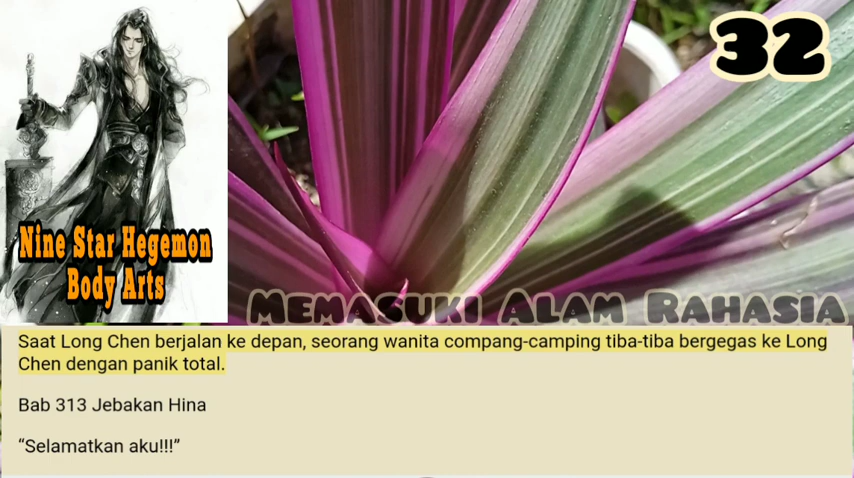 32
Nine Star Hegemon
Body Arts
Memasuki Alam Rahasia
Saat Long Chen berjalan ke depan, seorang wanita compang-camping tiba-tiba bergegas ke Long
Chen dengan panik total.
Bab 313 Jebakan Hina
“Selamatkan aku!!!”